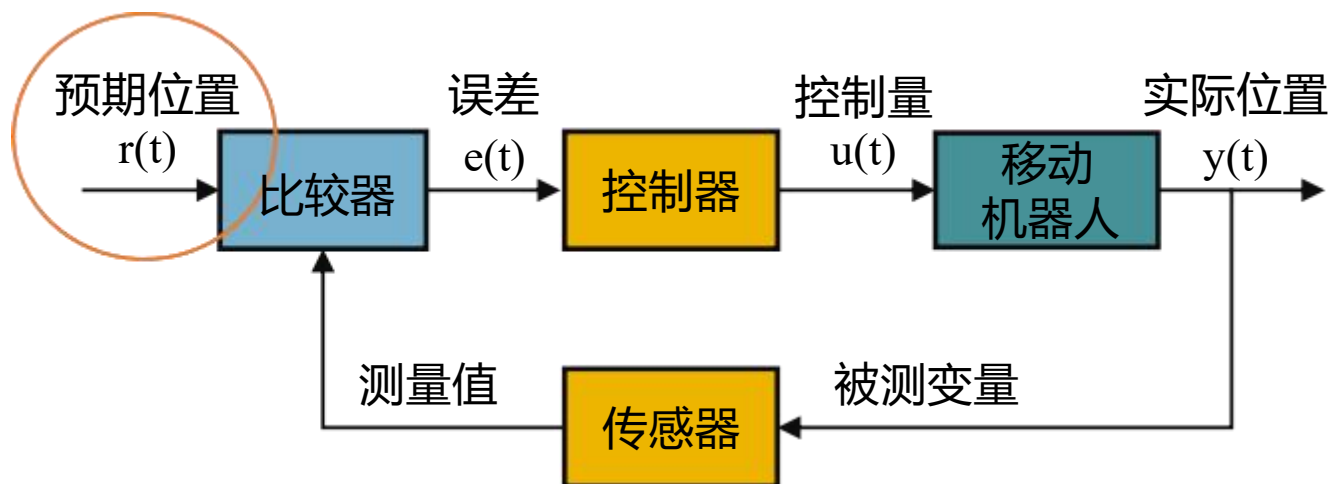 预期位置
r(t)
比较器
误差
e(t)
控制器
控制量
u(t)
移动
机器人
实际位置
y(t)
测量值
传感器
被测变量